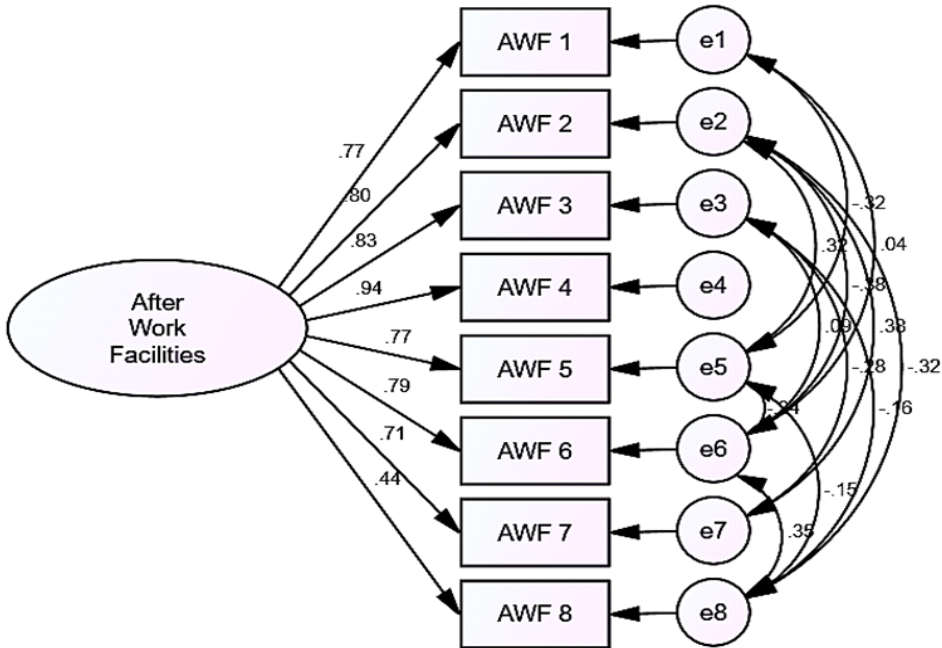 AWF 1
e1
AWF 2
e2
AWF 3
e3
AWF 4
e4
AWF 5
e5
AWF 6
e6
AWF 7
e7
AWF 8
e8
After
Work
Facilities
.77
.80
.83
.94
.77
.79
.71
.44
-.32
.04
.32
-.38
.09
.38
-.28
-.32
-.16
-.15
.35